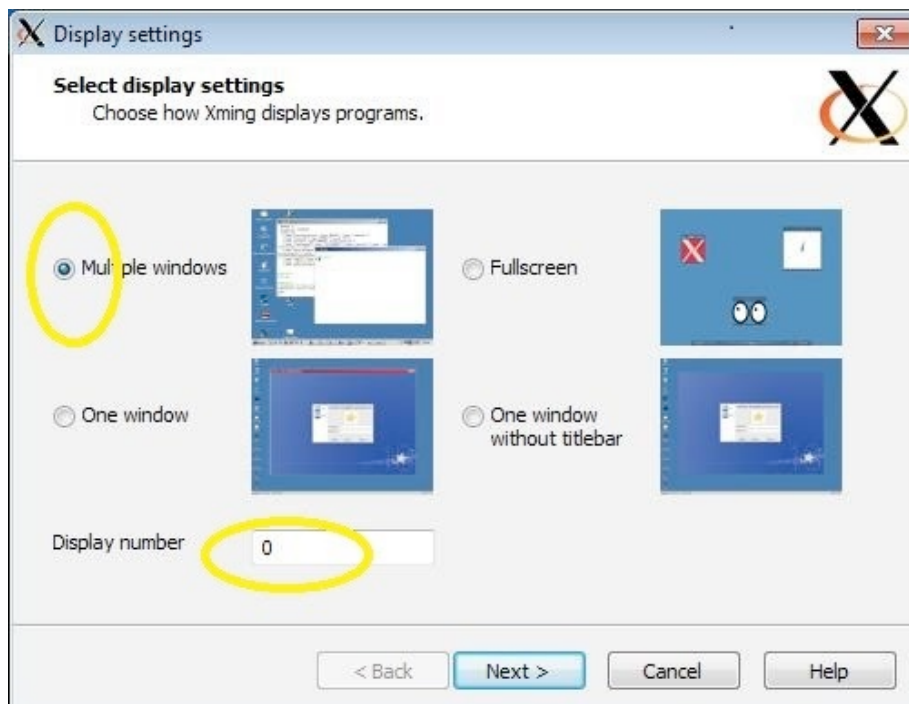 Display settings
Select display settings
Choose how Xming displays programs.
Multiple windows
Fullscreen
One window
One window
without titlebar
Display number
0
< Back
Next >
Cancel
Help